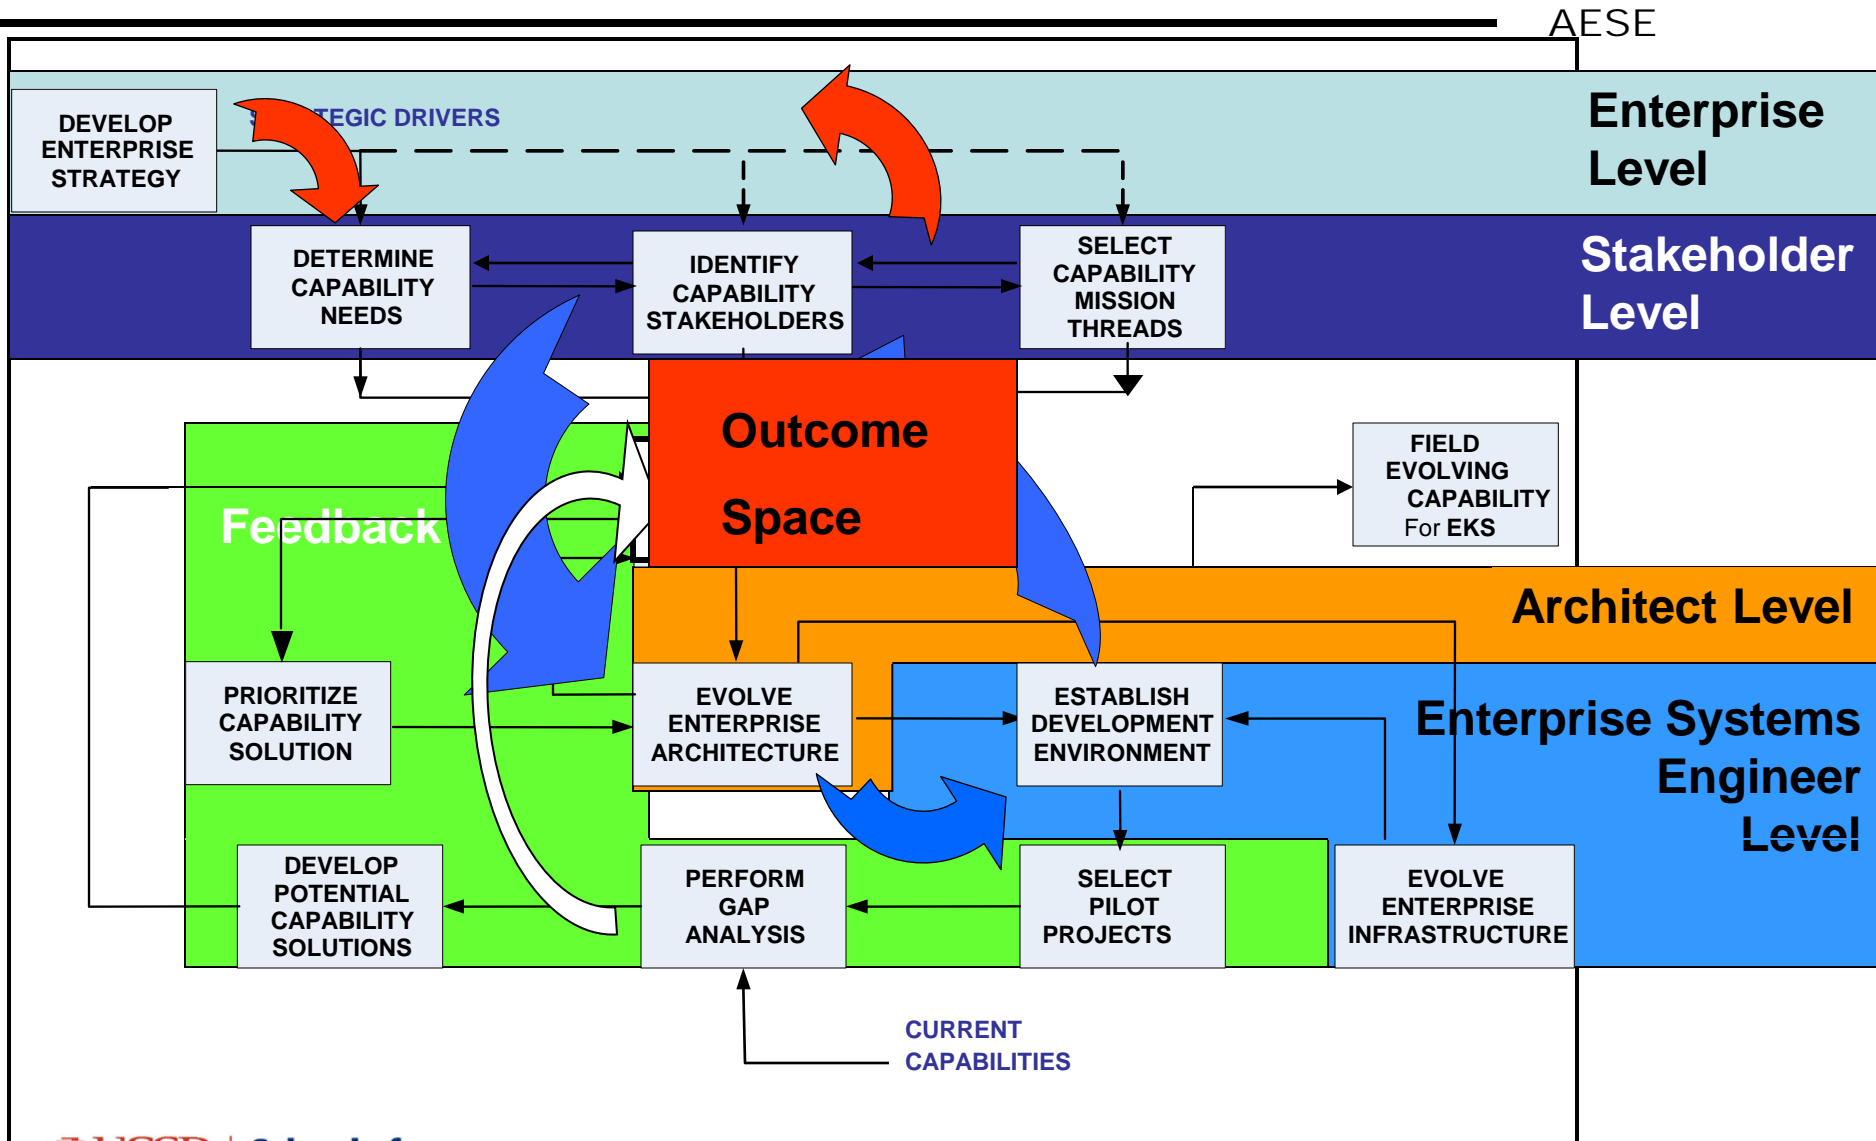 AESE
DEVELOP
ENTERPRISE
STRATEGY
STRATEGIC DRIVERS
Enterprise
Level
DETERMINE
CAPABILITY
NEEDS
IDENTIFY
CAPABILITY
STAKEHOLDERS
SELECT
CAPABILITY
MISSION
THREADS
Stakeholder
Level
Outcome
Space
Feedback
FIELD
EVOLVING
CAPABILITY
For EKS
Architect Level
PRIORITIZE
CAPABILITY
SOLUTION
EVOLVE
ENTERPRISE
ARCHITECTURE
ESTABLISH
DEVELOPMENT
ENVIRONMENT
Enterprise Systems
Engineer
Level
DEVELOP
POTENTIAL
CAPABILITY
SOLUTIONS
PERFORM
GAP
ANALYSIS
SELECT
PILOT
PROJECTS
EVOLVE
ENTERPRISE
INFRASTRUCTURE
CURRENT
CAPABILITIES